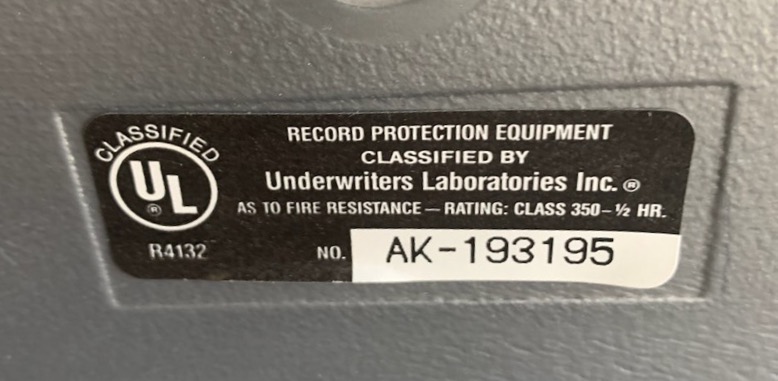 CLASSIFIED
UL ®
R4132
RECORD PROTECTION EQUIPMENT
CLASSIFIED BY
Underwriters Laboratories Inc. ®
AS TO FIRE RESISTANCE — RATING: CLASS 350-½ HR.
NO. AK-193195